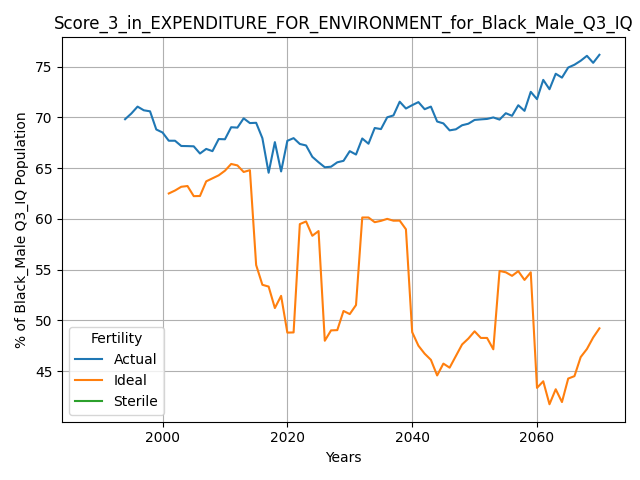 Score_3_in_EXPENDITURE_FOR_ENVIRONMENT_for_Black_Male_Q3_IQ
% of Black_Male Q3_IQ Population
75
70
65
60
55
50
45
Fertility
Actual
Ideal
Sterile
2000 2020 2040 2060
Years